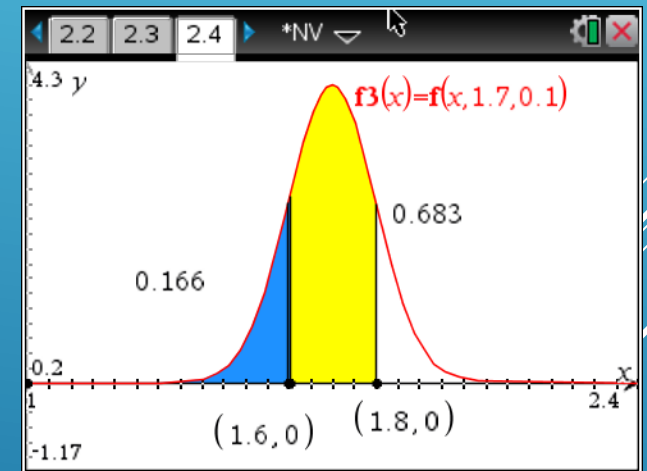 2.2 2.3 2.4 *NV
4.3 y
f3(x)=f(x,1.7,0.1)
0.683
0.166
0.2
x
1
2.4
(1.6,0) (1.8,0)
-1.17